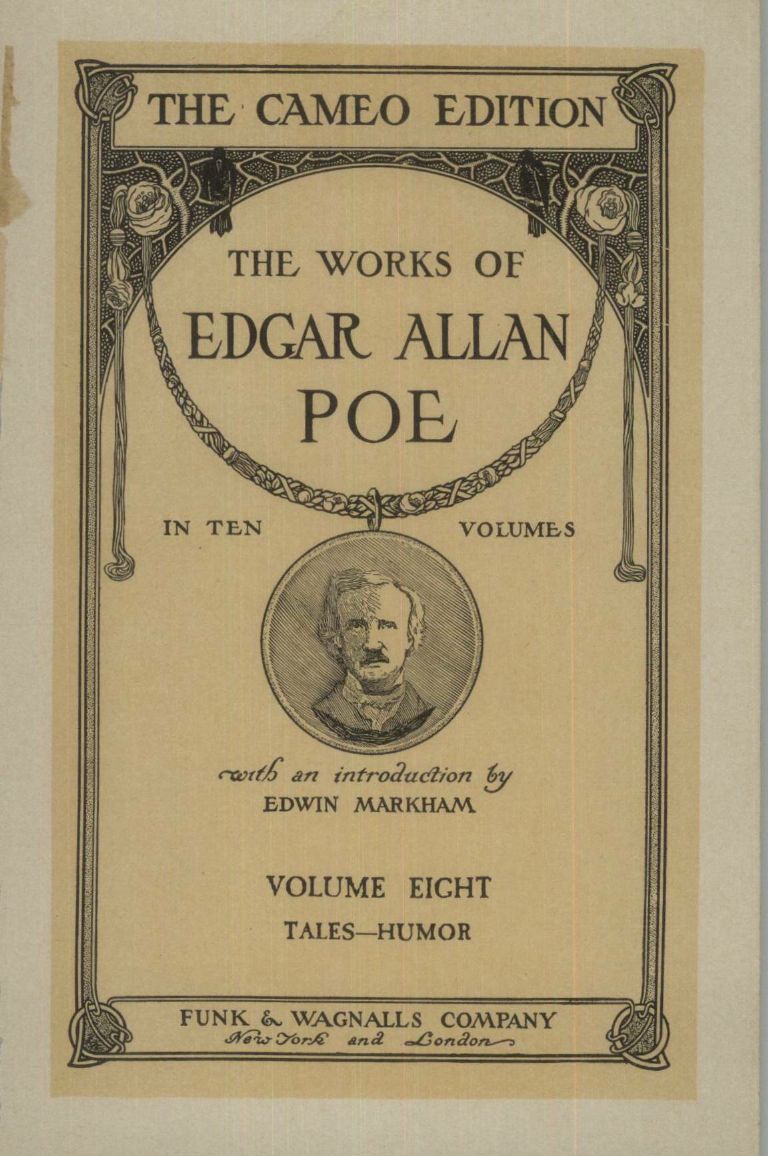 THE CAMEO EDITION
THE WORKS OF
EDGAR ALLAN
POE
IN TEN VOLUMES
with an introduction by
EDWIN MARKHAM
VOLUME EIGHT
TALES—HUMOR
FUNK & WAGNALLS COMPANY
New York and London